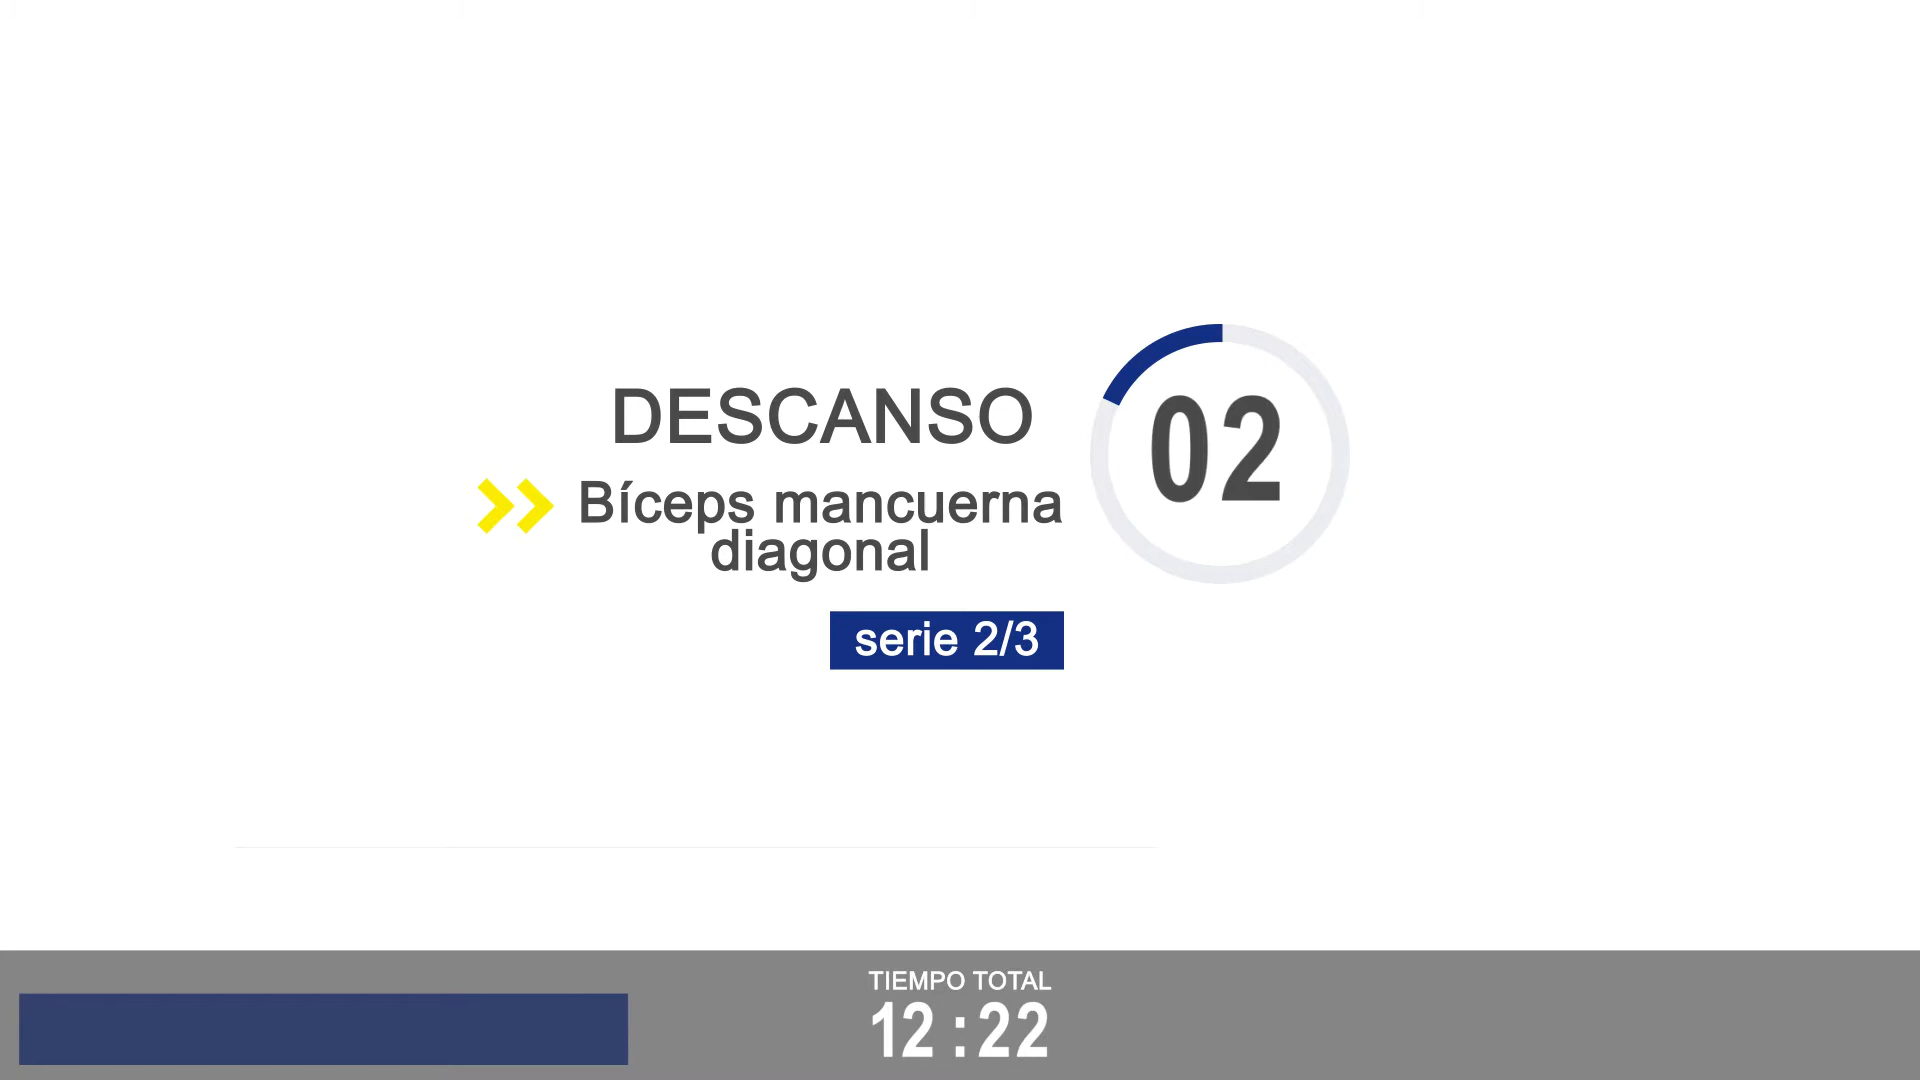 DESCANSO
02
Bíceps mancuerna
diagonal
serie 2/3
TIEMPO TOTAL
12:22